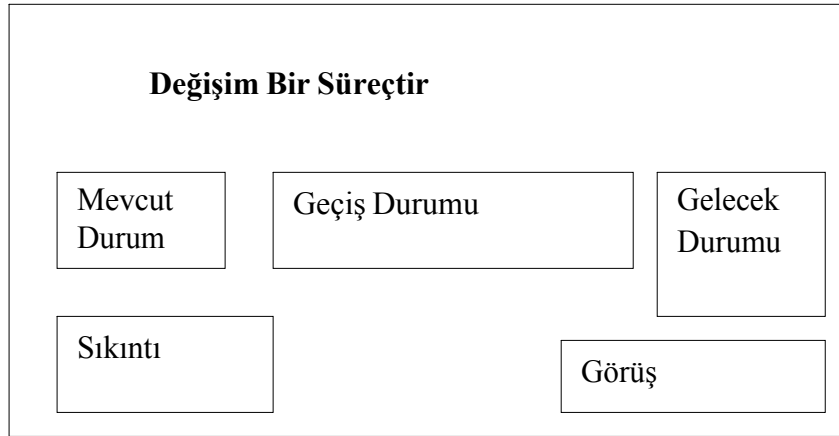 Değişim Bir Süreçtir
Mevcut
Durum
Geçiş Durumu
Gelecek
Durumu
Sıkıntı
Görüş